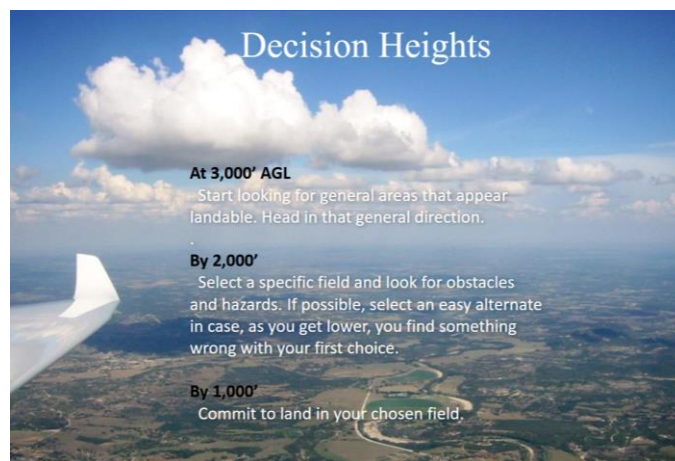 Decision Heights
At 3,000’ AGL
Start looking for general areas that appear
landable. Head in that general direction.
.
By 2,000’
Select a specific field and look for obstacles
and hazards. If possible, select an easy alternate
in case, as you get lower, you find something
wrong with your first choice.
By 1,000’
Commit to land in your chosen field.